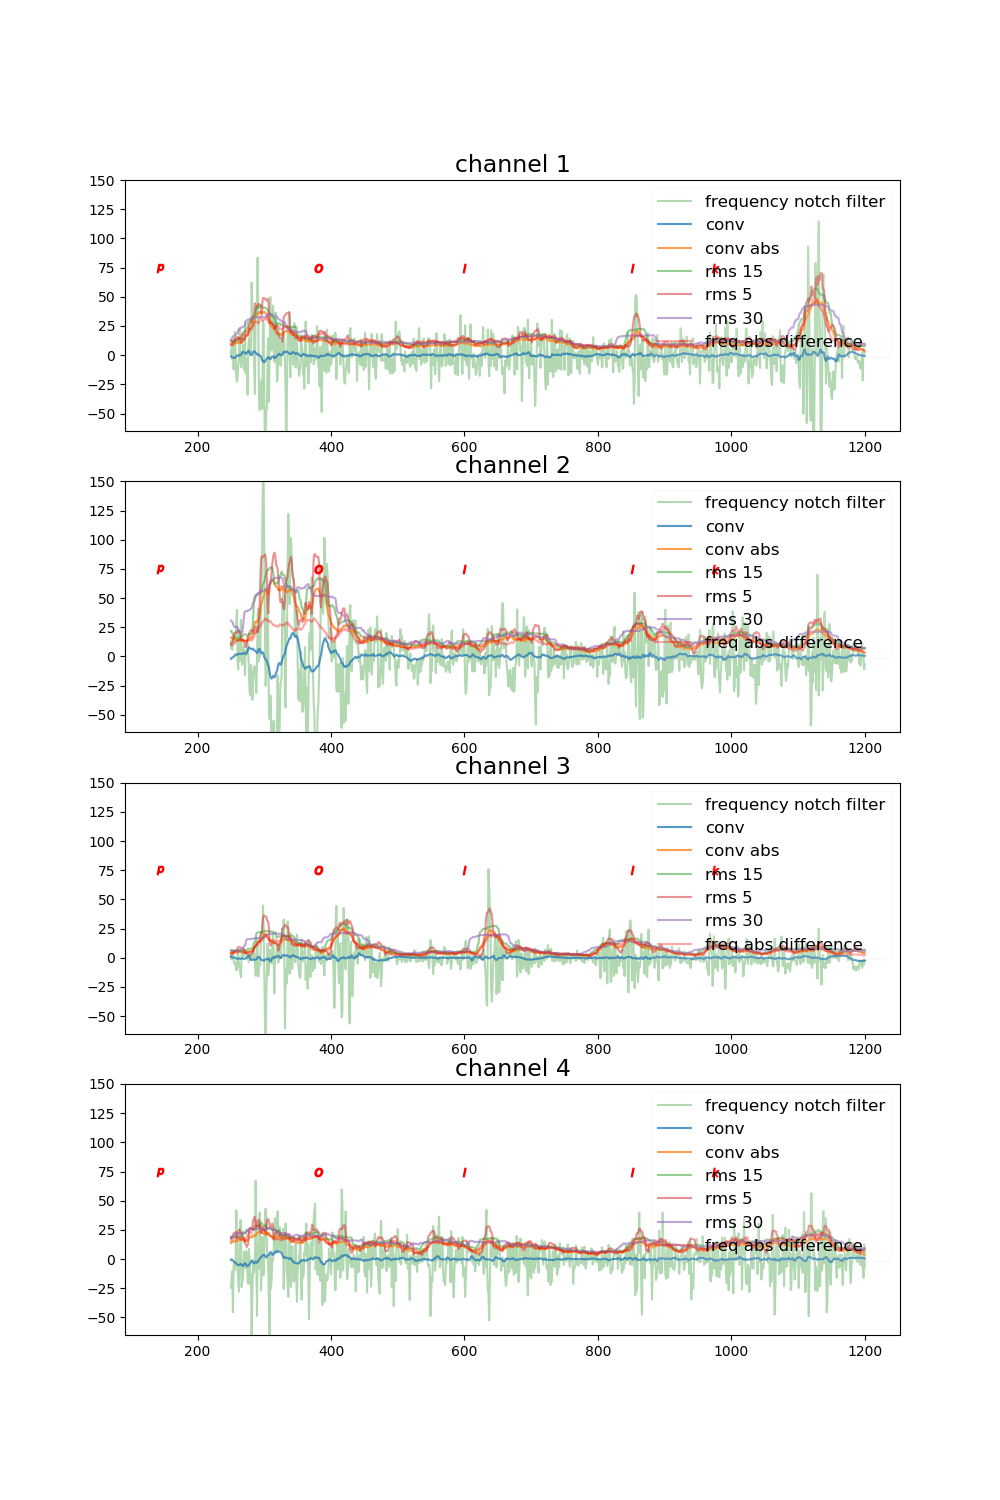 channel 1
150
125
100
75
50
25
0
−25
−50
P O I I k
frequency notch filter
conv
conv abs
rms 15
rms 5
rms 30
freq abs difference
200 400 600 800 1000 1200
channel 2
150
125
100
75
50
25
0
−25
−50
P O I I k
frequency notch filter
conv
conv abs
rms 15
rms 5
rms 30
freq abs difference
200 400 600 800 1000 1200
channel 3
150
125
100
75
50
25
0
−25
−50
P O I I k
frequency notch filter
conv
conv abs
rms 15
rms 5
rms 30
freq abs difference
200 400 600 800 1000 1200
channel 4
150
125
100
75
50
25
0
−25
−50
P O I I k
frequency notch filter
conv
conv abs
rms 15
rms 5
rms 30
freq abs difference
200 400 600 800 1000 1200